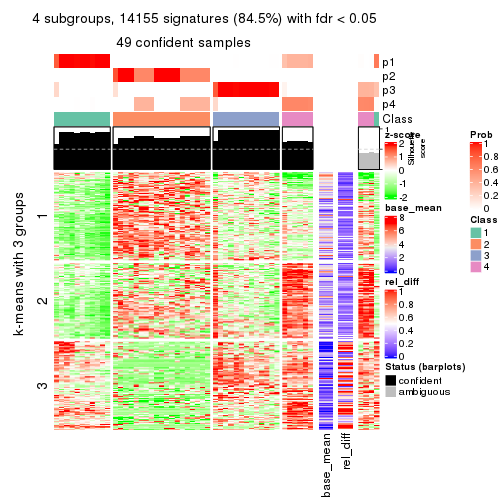 4 subgroups, 14155 signatures (84.5%) with fdr < 0.05
49 confident samples
p1
p2
p3
p4
Class
1
Silhouette
score
k-means with 3 groups
1
2
3
base_mean
rel_diff
z-score
2
1
0
-1
-2
base_mean
8
6
4
2
0
rel_diff
1
0.8
0.6
0.4
0.2
0
Status (barplots)
confident
ambiguous
Prob
1
0.8
0.6
0.4
0.2
0
Class
1
2
3
4